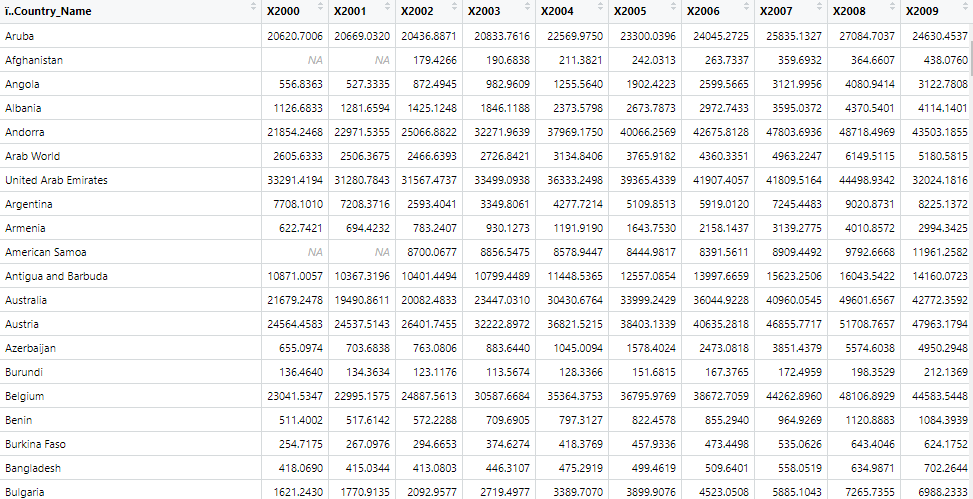 ï..Country_Name X2000 X2001 X2002 X2003 X2004 X2005 X2006 X2007 X2008 X2009
Aruba 20620.7006 20669.0320 20436.8871 20833.7616 22569.9750 23300.0396 24045.2725 25835.1327 27084.7037 24630.4537
Afghanistan NA NA 179.4266 190.6838 211.3821 242.0313 263.7337 359.6932 364.6607 438.0760
Angola 556.8363 527.3335 872.4945 982.9609 1255.5640 1902.4223 2599.5665 3121.9956 4080.9414 3122.7808
Albania 1126.6833 1281.6594 1425.1248 1846.1188 2373.5798 2673.7873 2972.7433 3595.0372 4370.5401 4114.1401
Andorra 21854.2468 22971.5355 25066.8822 32271.9639 37969.1750 40066.2569 42675.8128 47803.6936 48718.4969 43503.1855
Arab World 2605.6333 2506.3675 2466.6393 2726.8421 3134.8406 3765.9182 4360.3351 4963.2247 6149.5115 5180.5815
United Arab Emirates 33291.4194 31280.7843 31567.4737 33499.0938 36333.2498 39365.4339 41907.4057 41809.5164 44498.9342 32024.1816
Argentina 7708.1010 7208.3716 2593.4041 3349.8061 4277.7214 5109.8513 5919.0120 7245.4483 9020.8731 8225.1372
Armenia 622.7421 694.4232 783.2407 930.1273 1191.9190 1643.7530 2158.1437 3139.2775 4010.8572 2994.3425
American Samoa NA NA 8700.0677 8856.5475 8578.9447 8444.9817 8391.5611 8909.4492 9792.6668 11961.2582
Antigua and Barbuda 10871.0057 10367.3196 10401.4494 10799.4489 11448.5365 12557.0854 13997.6659 15623.2506 16043.5422 14160.0723
Australia 21679.2478 19490.8611 20082.4833 23447.0310 30430.6764 33999.2429 36044.9228 40960.0545 49601.6567 42772.3592
Austria 24564.4583 24537.5143 26401.7455 32222.8972 36821.5215 38403.1339 40635.2818 46855.7717 51708.7657 47963.1794
Azerbaijan 655.0974 703.6838 763.0806 883.6440 1045.0094 1578.4024 2473.0818 3851.4379 5574.6038 4950.2948
Burundi 136.4640 134.3634 123.1176 113.5674 128.3366 151.6815 167.3765 172.4959 198.3529 212.1369
Belgium 23041.5347 22995.1575 24887.5613 30587.6684 35364.3753 36795.9769 38672.7059 44262.8960 48106.8929 44583.5448
Benin 511.4002 517.6142 572.2288 709.6905 797.3127 822.4578 855.2940 964.9269 1120.8883 1084.3939
Burkina Faso 254.7175 267.0976 294.6653 374.6274 418.3769 457.9336 473.4498 535.0626 643.4046 624.1752
Bangladesh 418.0690 415.0344 413.0803 446.3107 475.2919 499.4619 509.6401 558.0519 634.9871 702.2644
Bulgaria 1621.2430 1770.9135 2092.9577 2719.4977 3389.7070 3899.9076 4523.0508 5885.1043 7265.7355 6988.2333